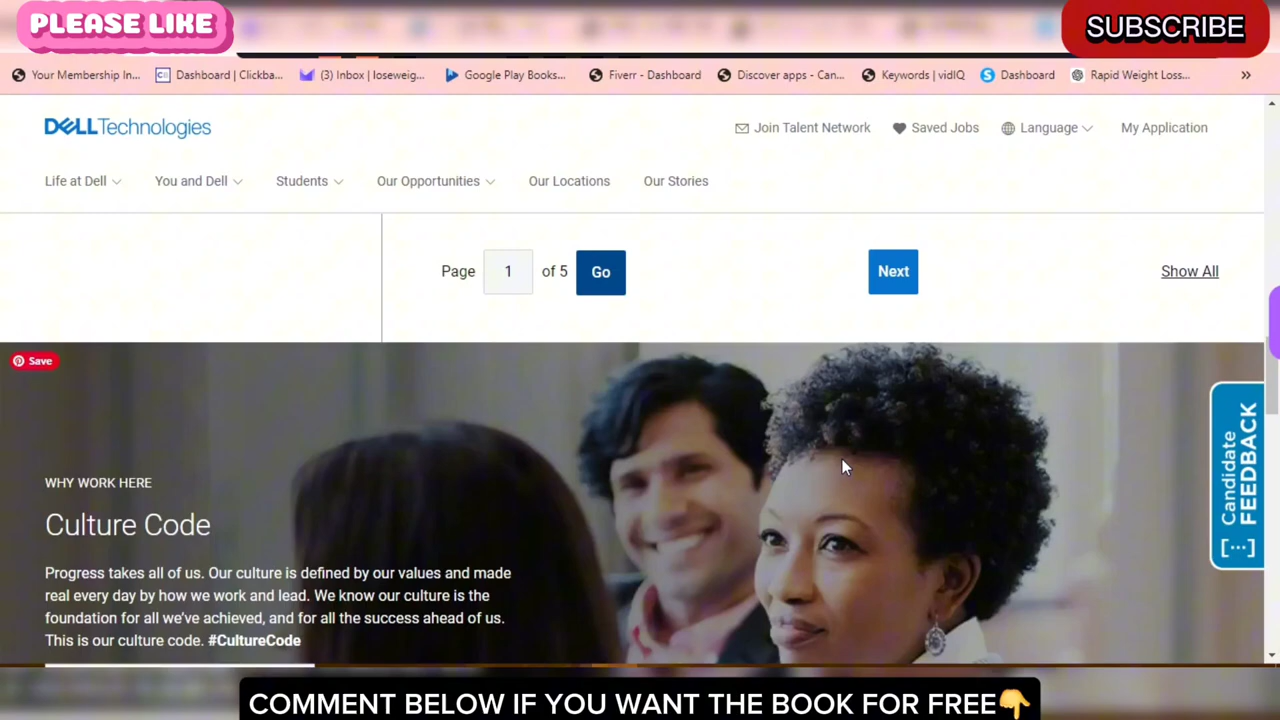 PLEASE LIKE
SUBSCRIBE
Your Membership In... Dashboard | Clickba... (3) Inbox | loseweig... Google Play Books... Fiverr - Dashboard Discover apps - Can... Keywords | vidIQ Dashboard Rapid Weight Loss... »
DELLTechnologies
Join Talent Network Saved Jobs Language My Application
Life at Dell You and Dell Students Our Opportunities Our Locations Our Stories
Page 1 of 5 Go Next Show All
Save
Candidate
FEEDBACK
WHY WORK HERE
Culture Code
Progress takes all of us. Our culture is defined by our values and made
real every day by how we work and lead. We know our culture is the
foundation for all we've achieved, and for all the success ahead of us.
This is our culture code. #CultureCode
COMMENT BELOW IF YOU WANT THE BOOK FOR FREE👇